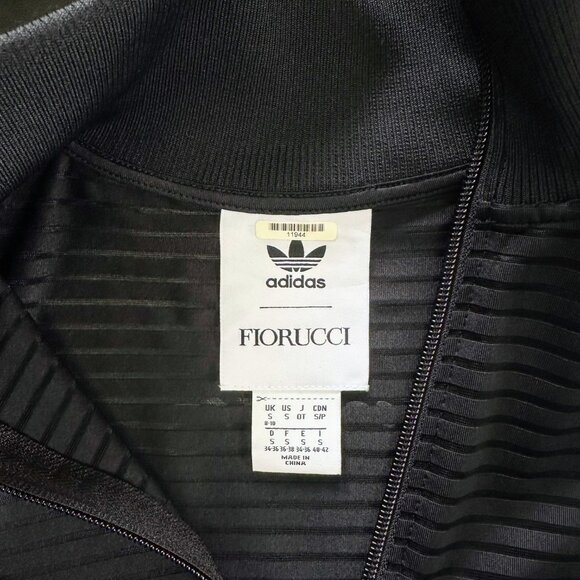 11944
adidas
FIORUCCI
UK US J CDN
S S OT S/P
8-10
D F E I
S S S S
34-36 36-38 34-36 40-42
MADE IN
CHINA